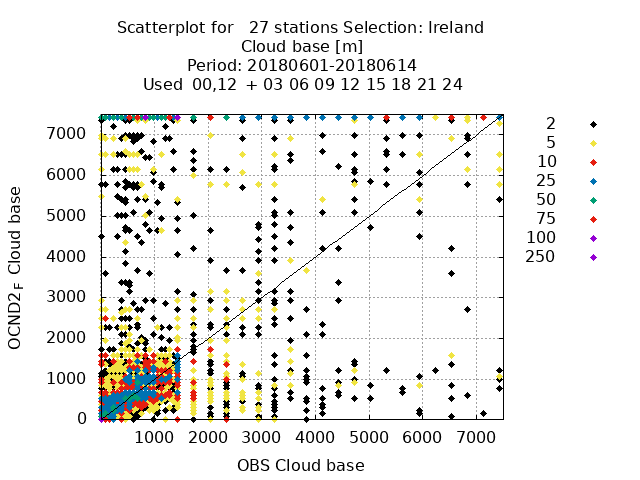 Scatterplot for   27 stations Selection: Ireland
Cloud base [m]
Period: 20180601-20180614
Used  00,12  + 03 06 09 12 15 18 21 24
OCND2_F Cloud base
7000
6000
5000
4000
3000
2000
1000
0
1000 2000 3000 4000 5000 6000 7000
OBS Cloud base
2
5
10
25
50
75
100
250